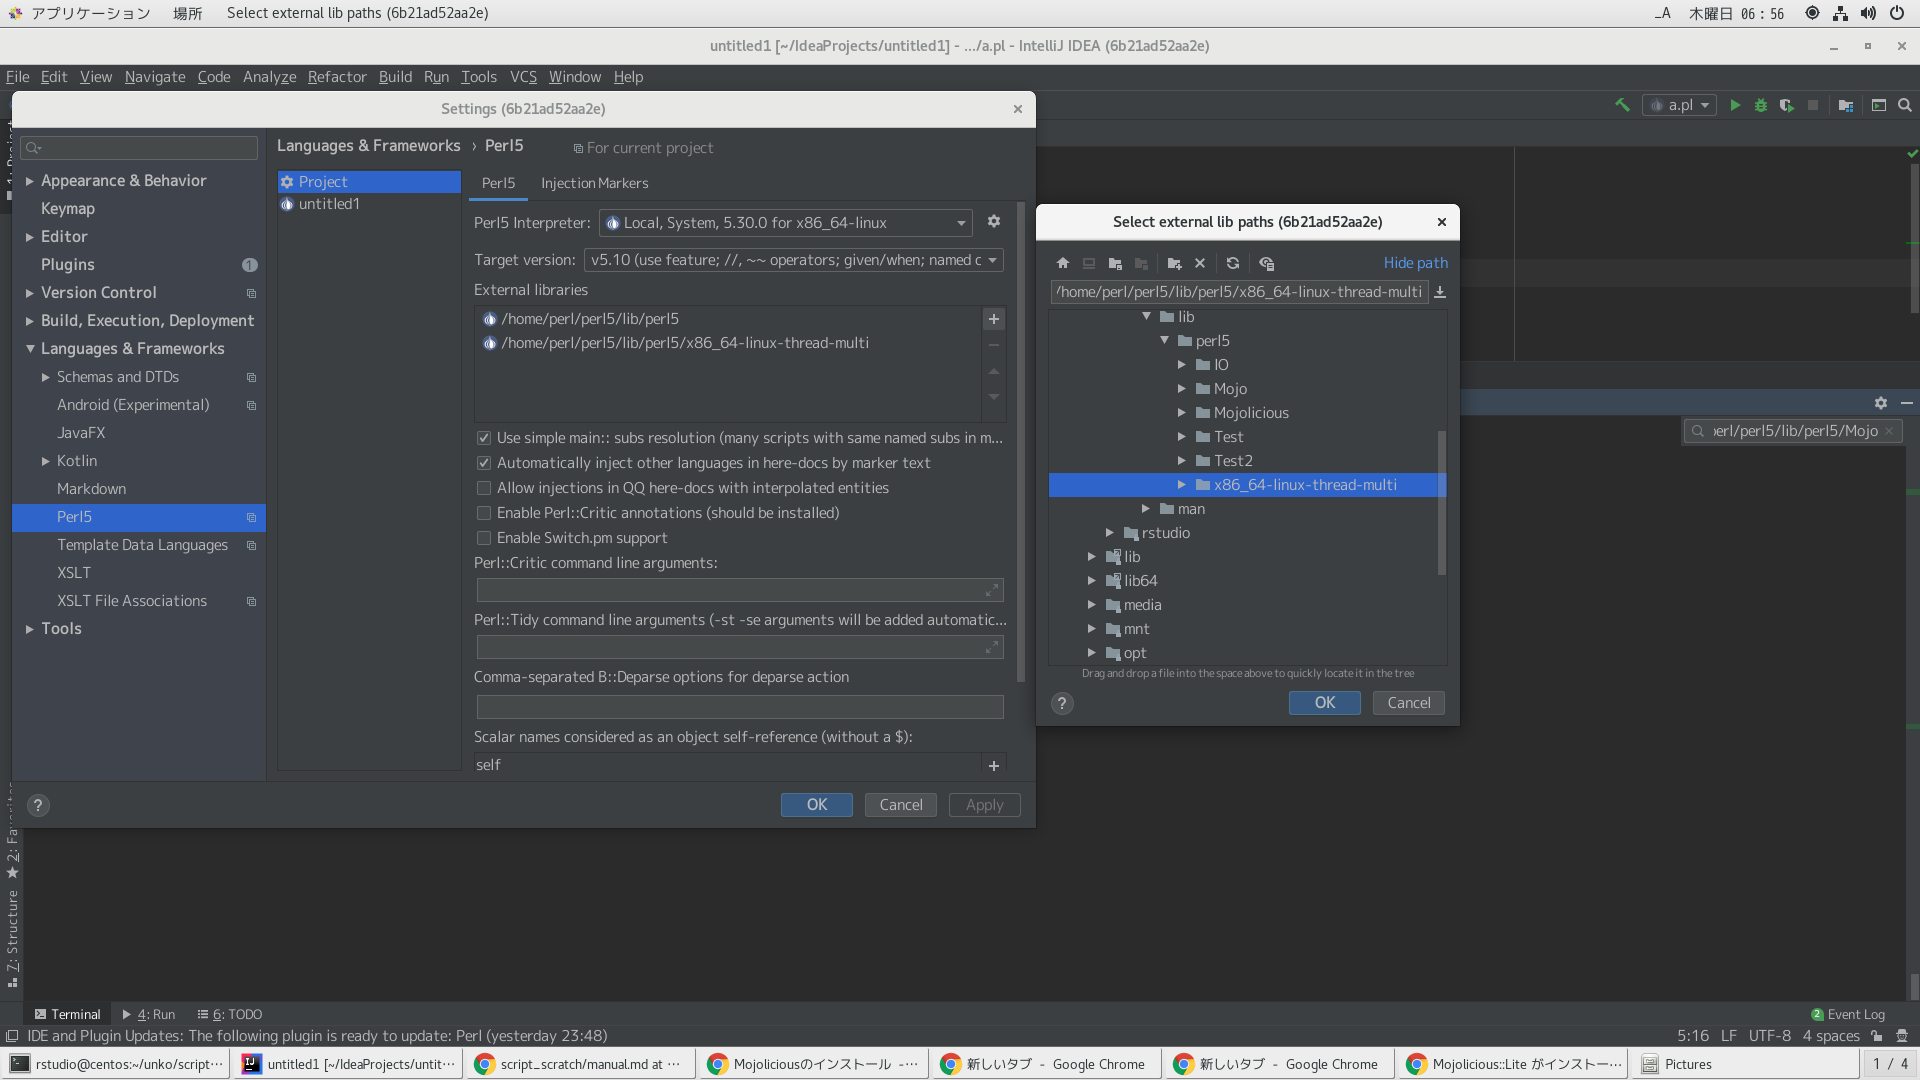 アプリケーション 場所 Select external lib paths (6b21ad52aa2e) _A 木曜日 06：56
untitled1 [~/IdeaProjects/untitled1] - .../a.pl - IntelliJ IDEA (6b21ad52aa2e)
File Edit View Navigate Code Analyze Refactor Build Run Tools VCS Window Help
a.pl
Settings (6b21ad52aa2e)
Appearance & Behavior
Keymap
Editor
Plugins 1
Version Control
Build, Execution, Deployment
Languages & Frameworks
Schemas and DTDs
Android (Experimental)
JavaFX
Kotlin
Markdown
Perl5
Template Data Languages
XSLT
XSLT File Associations
Tools
Languages & Frameworks › Perl5 For current project
Project
untitled1
Perl5 Injection Markers
Perl5 Interpreter: Local, System, 5.30.0 for x86_64-linux
Target version: v5.10 (use feature; //, ~~ operators; given/when; named c
External libraries
/home/perl/perl5/lib/perl5
/home/perl/perl5/lib/perl5/x86_64-linux-thread-multi
Use simple main:: subs resolution (many scripts with same named subs in m...
Automatically inject other languages in here-docs by marker text
Allow injections in QQ here-docs with interpolated entities
Enable Perl::Critic annotations (should be installed)
Enable Switch.pm support
Perl::Critic command line arguments:
Perl::Tidy command line arguments (-st -se arguments will be added automatic...
Comma-separated B::Deparse options for deparse action
Scalar names considered as an object self-reference (without a $):
self
? OK Cancel Apply
Select external lib paths (6b21ad52aa2e)
Hide path
/home/perl/perl5/lib/perl5/x86_64-linux-thread-multi
lib
perl5
IO
Mojo
Mojolicious
Test
Test2
x86_64-linux-thread-multi
man
rstudio
lib
lib64
media
mnt
opt
Drag and drop a file into the space above to quickly locate it in the tree
? OK Cancel
erl/perl5/lib/perl5/Mojo
2: Favorites
7: Structure
Terminal 4: Run 6: TODO 2 Event Log
IDE and Plugin Updates: The following plugin is ready to update: Perl (yesterday 23:48) 5:16 LF UTF-8 4 spaces
rstudio@centos:~/unko/script… untitled1 [~/IdeaProjects/untit… script_scratch/manual.md at … Mojoliciousのインストール -… 新しいタブ - Google Chrome 新しいタブ - Google Chrome Mojolicious::Lite がインストー… Pictures 1 / 4